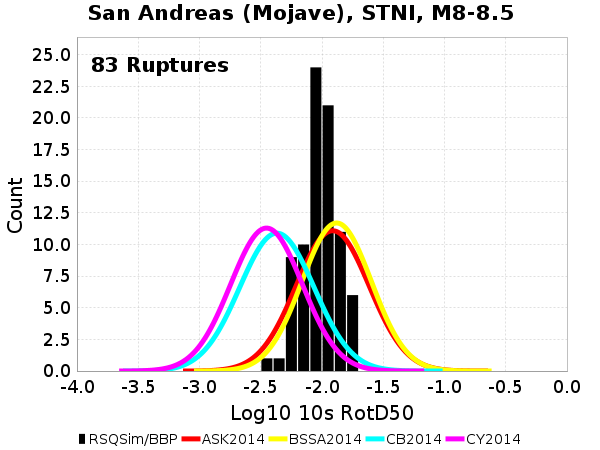 San Andreas (Mojave), STNI, M8-8.5
83 Ruptures
Count
25.0
22.5
20.0
17.5
15.0
12.5
10.0
7.5
5.0
2.5
0.0
-4.0 -3.5 -3.0 -2.5 -2.0 -1.5 -1.0 -0.5 0.0
Log10 10s RotD50
RSQSim/BBP ASK2014 BSSA2014 CB2014 CY2014